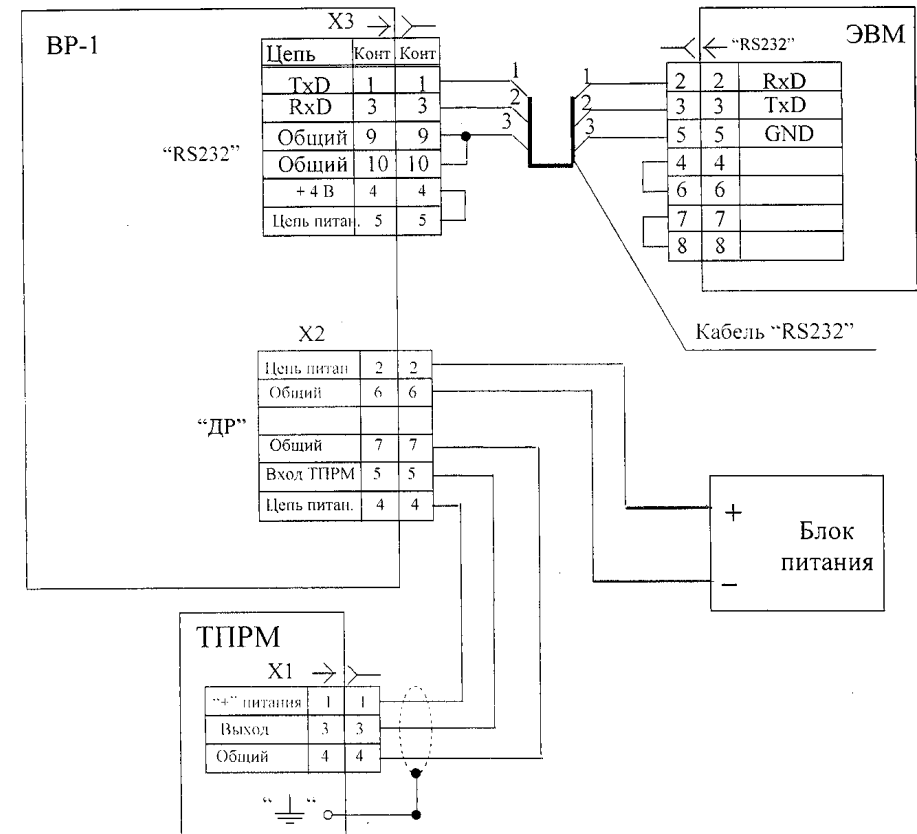 ВР-1
X3
Цепь Конт Конт
TxD 1 1
RxD 3 3
Общий 9 9
Общий 10 10
+ 4 В 4 4
Цепь питан. 5 5
“RS232”
1
2
3
1
2
3
ЭВМ
“RS232”
2 2 RxD
3 3 TxD
5 5 GND
4 4
6 6
7 7
8 8
Кабель “RS232”
X2
Цепь питан 2 2
Общий 6 6
“ДР”
Общий 7 7
Вход ТПРМ 5 5
Цепь питан. 4 4
+
Блок
питания
–
ТПРМ
X1
“+” питания 1 1
Выход 3 3
Общий 4 4
“ “